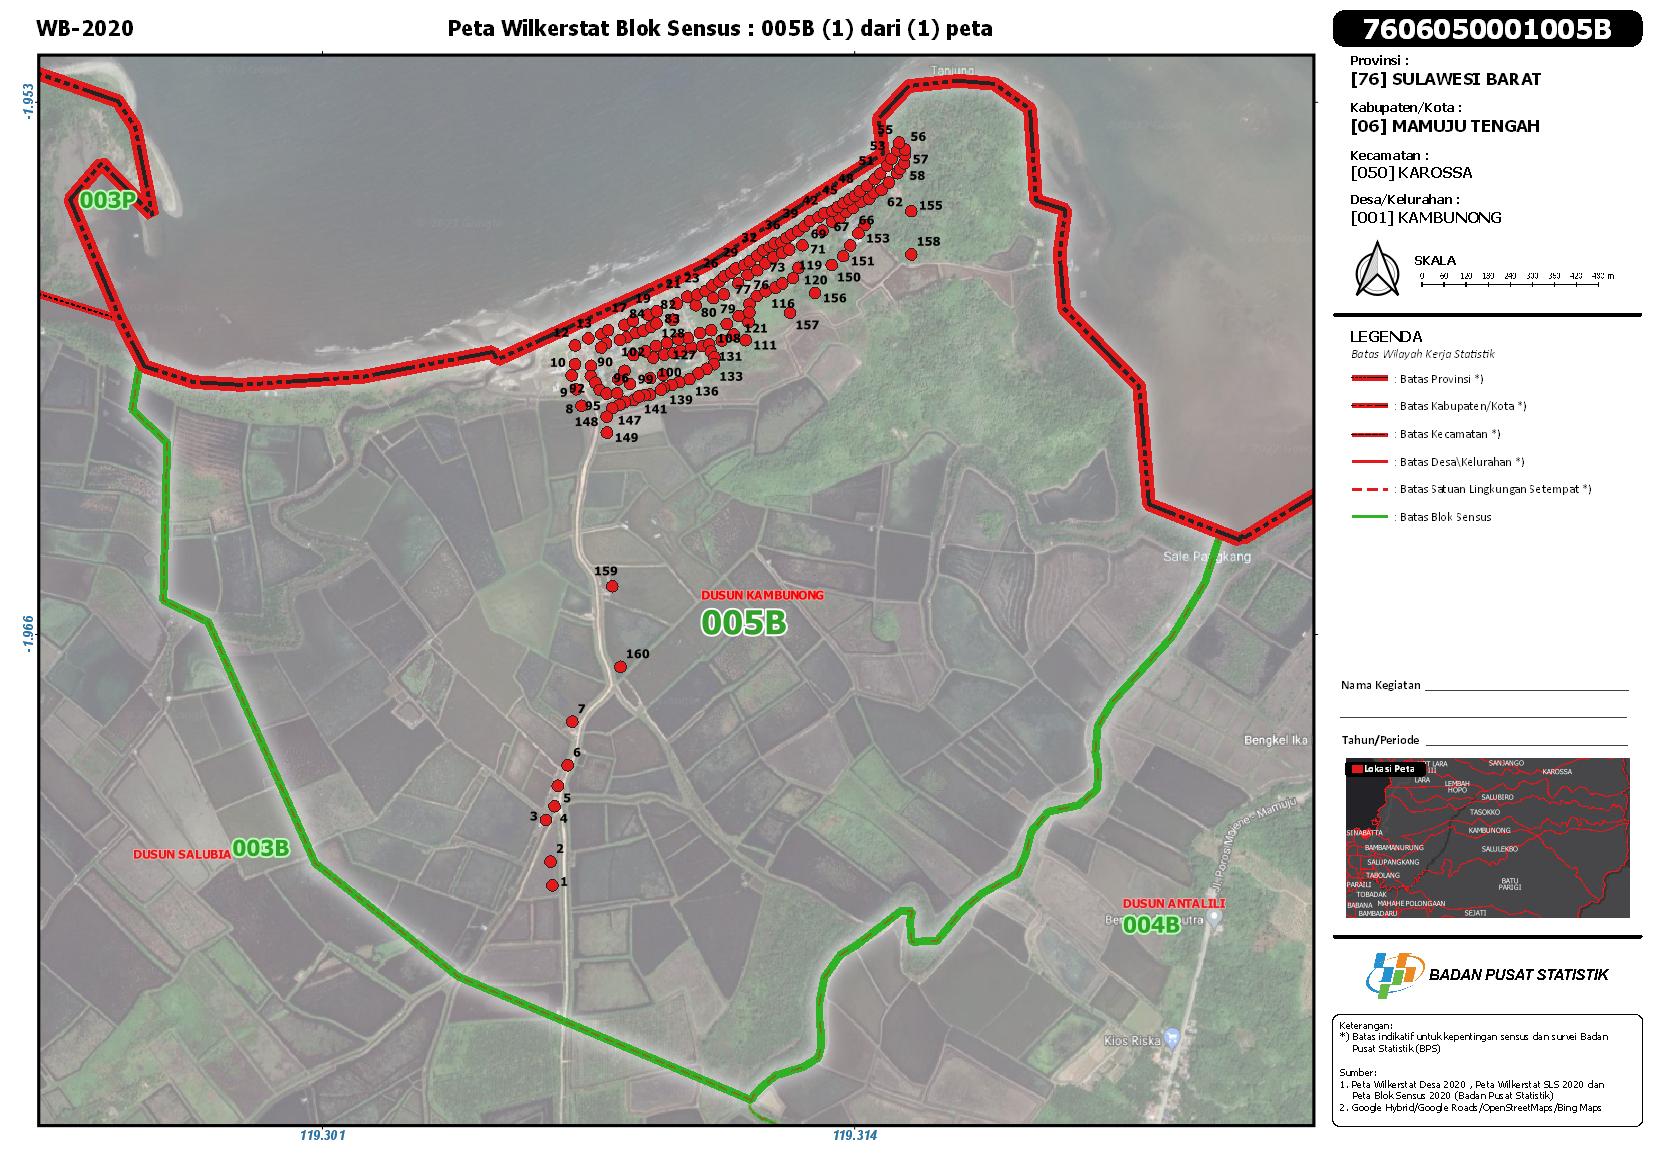 WB-2020
Peta Wilkerstat Blok Sensus : 005B (1) dari (1) peta
7606050001005B
Provinsi :
[76] SULAWESI BARAT
Kabupaten/Kota :
[06] MAMUJU TENGAH
Kecamatan :
[050] KAROSSA
Desa/Kelurahan :
[001] KAMBUNONG
SKALA
0 60 120 180 240 300 360 420 480 m
LEGENDA
Batas Wilayah Kerja Statistik
: Batas Provinsi *)
: Batas Kabupaten/Kota *)
: Batas Kecamatan *)
: Batas Desa\Kelurahan *)
: Batas Satuan Lingkungan Setempat *)
: Batas Blok Sensus
Nama Kegiatan
Tahun/Periode
Lokasi Peta
LARA
III
SANJANGO
LARA
LEMBAH
HOPO
KAROSSA
SALUBIRO
TASOKKO
SINABATTA
KAMBUNONG
BAMBAMANURUNG
SALULEKBO
SALUPANGKANG
TABOLANG
PARAILI
BATU
PARIGI
TOBADAK
BABANA
MAHAHE
POLONGAAN
BAMBADARU
SEJATI
BADAN PUSAT STATISTIK
Keterangan:
*) Batas indikatif untuk kepentingan sensus dan survei Badan
Pusat Statistik (BPS)
Sumber:
1. Peta Wilkerstat Desa 2020 , Peta Wilkerstat SLS 2020 dan
Peta Blok Sensus 2020 (Badan Pusat Statistik)
2. Google Hybrid/Google Roads/OpenStreetMaps/Bing Maps
-1.953
-1.966
119.301
119.314
Tanjung
003P
55
56
53
57
51
58
48
45
62
155
42
39
66
67
36
69
153
158
32
71
29
151
26
73
119
150
23
76
120
21
77
156
19
82
116
17
84
79
80
83
157
13
12
121
128
108
111
102
127
10
90
131
100
133
96
99
9
92
136
139
8
95
141
148
147
149
159
DUSUN KAMBUNONG
005B
160
7
6
5
3
4
2
1
Sale Pangkang
Bengkel Ika
DUSUN SALUBIA
003B
DUSUN ANTALILI
004B
Kios Riska